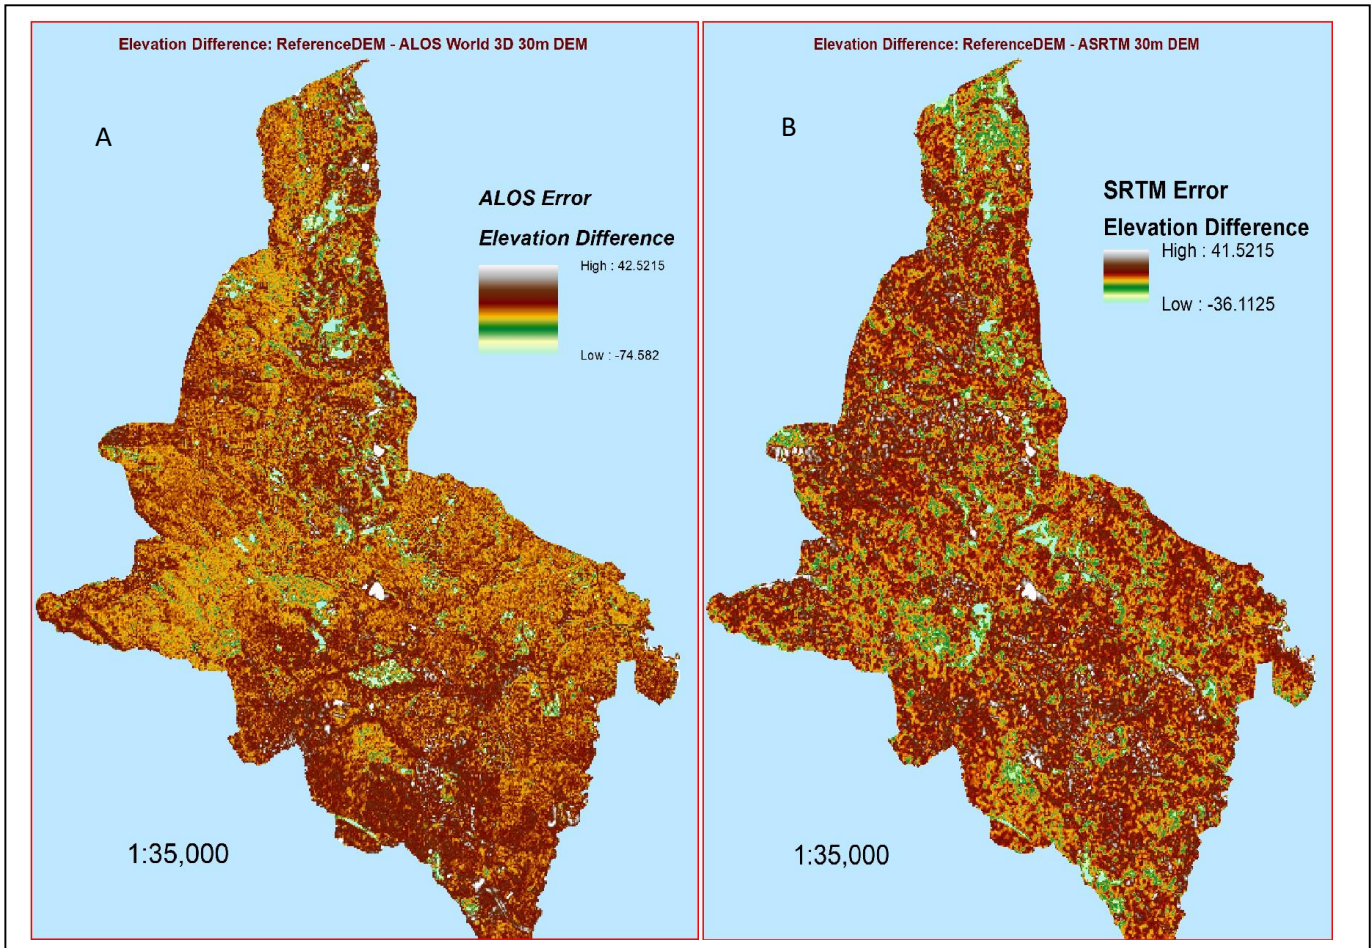 Elevation Difference: ReferenceDEM - ALOS World 3D 30m DEM
A
ALOS Error
Elevation Difference
High : 42.5215
Low : -74.582
1:35,000
Elevation Difference: ReferenceDEM - ASRTM 30m DEM
B
SRTM Error
Elevation Difference
High : 41.5215
Low : -36.1125
1:35,000